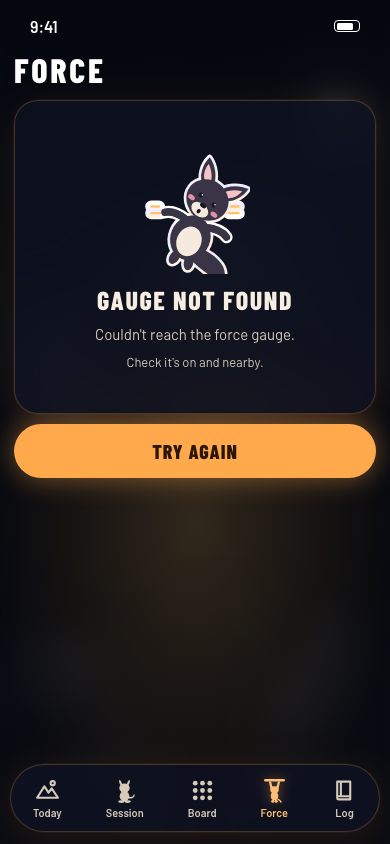 9:41
FORCE
GAUGE NOT FOUND
Couldn't reach the force gauge.
Check it's on and nearby.
TRY AGAIN
Today
Session
Board
Force
Log